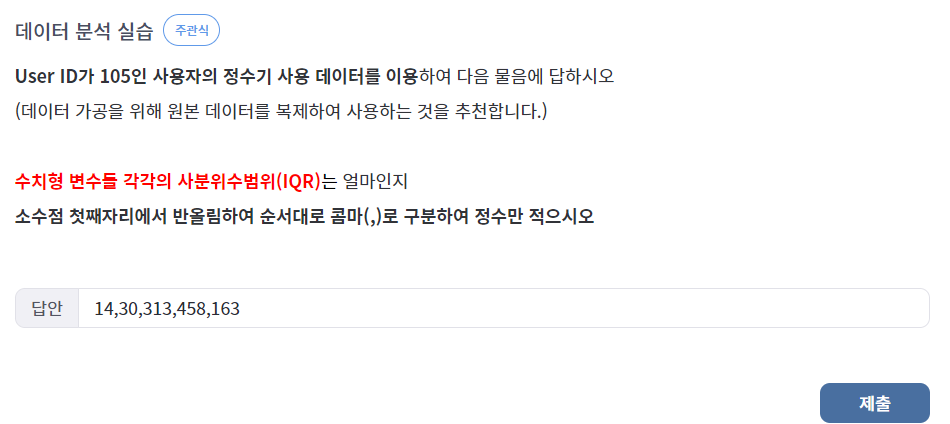 데이터 분석 실습 주관식
User ID가 105인 사용자의 정수기 사용 데이터를 이용하여 다음 물음에 답하시오
(데이터 가공을 위해 원본 데이터를 복제하여 사용하는 것을 추천합니다.)
수치형 변수들 각각의 사분위수범위(IQR)는 얼마인지
소수점 첫째자리에서 반올림하여 순서대로 콤마(,)로 구분하여 정수만 적으시오
답안 14,30,313,458,163
제출